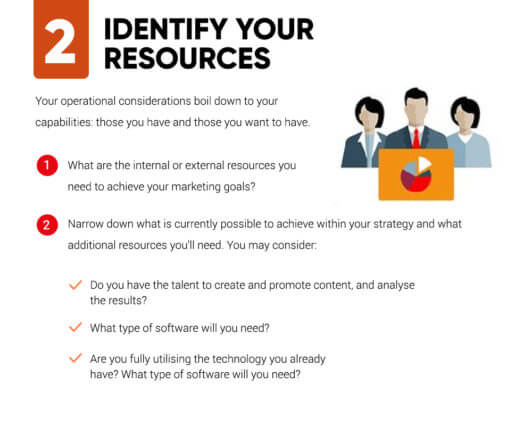 2
IDENTIFY YOUR
RESOURCES
Your operational considerations boil down to your
capabilities: those you have and those you want to have.
1 What are the internal or external resources you
need to achieve your marketing goals?
2 Narrow down what is currently possible to achieve within your strategy and what
additional resources you'll need. You may consider:
Do you have the talent to create and promote content, and analyse
the results?
What type of software will you need?
Are you fully utilising the technology you already
have? What type of software will you need?